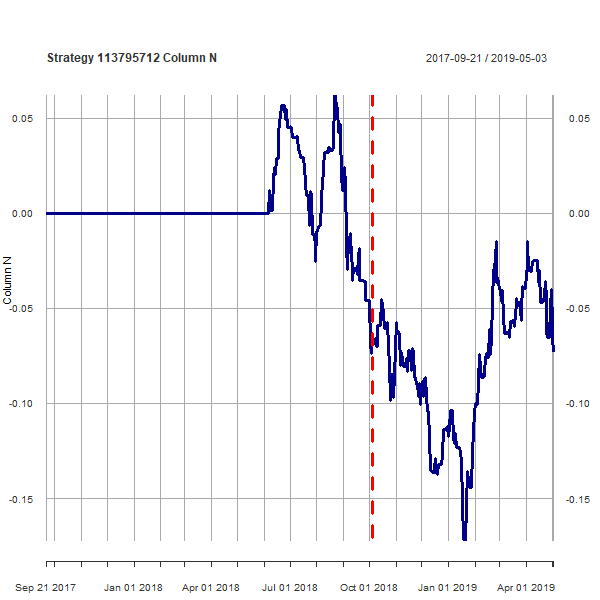 Strategy 113795712 Column N 2017-09-21 / 2019-05-03
0.05 0.05
0.00 0.00
-0.05 -0.05
-0.10 -0.10
-0.15 -0.15
Column N
Sep 21 2017 Jan 01 2018 Apr 01 2018 Jul 01 2018 Oct 01 2018 Jan 01 2019 Apr 01 2019